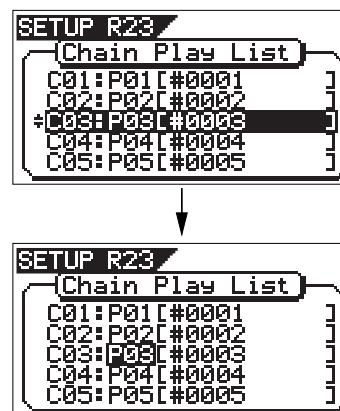 SETUP R23
Chain Play List
C01:P01[#0001 ]
C02:P02[#0002 ]
C03:P03[#0003 ]
C04:P04[#0004 ]
C05:P05[#0005 ]
SETUP R23
Chain Play List
C01:P01[#0001 ]
C02:P02[#0002 ]
C03:P03[#0003 ]
C04:P04[#0004 ]
C05:P05[#0005 ]